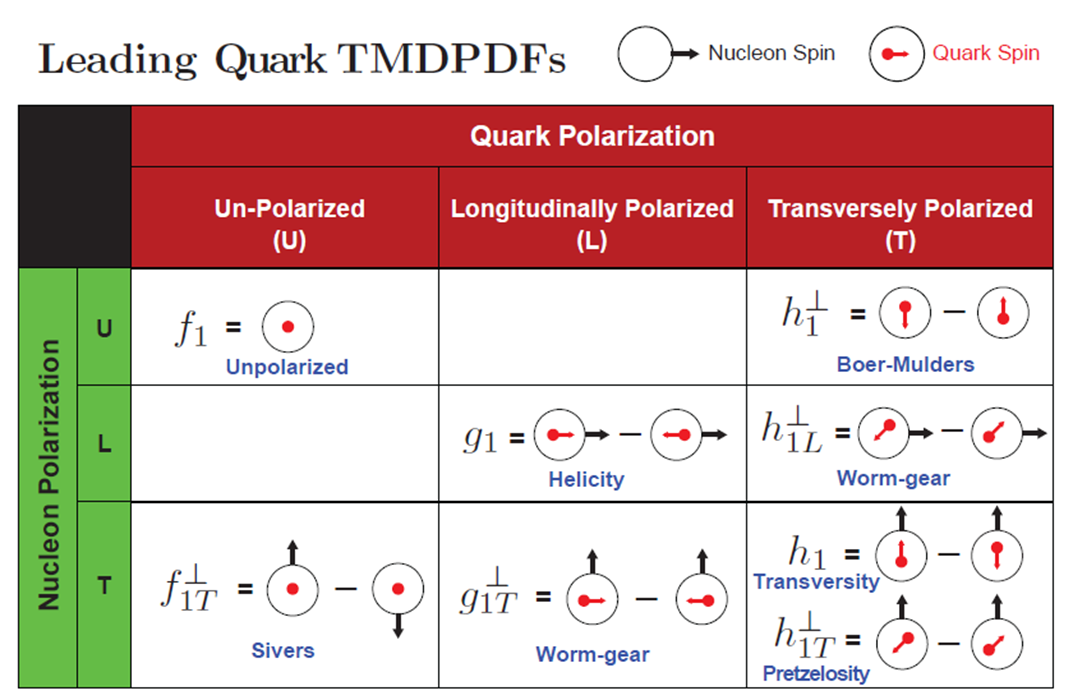 Leading Quark TMDPDFs
Nucleon Spin
Quark Spin
Quark Polarization
Un-Polarized
(U)
Longitudinally Polarized
(L)
Transversely Polarized
(T)
Nucleon Polarization
U
f₁ =
Unpolarized
h₁^⊥ = −
Boer-Mulders
L
g₁ = −
Helicity
h₁L^⊥ = −
Worm-gear
T
f₁T^⊥ = −
Sivers
g₁T^⊥ = −
Worm-gear
h₁ = −
Transversity
h₁T^⊥ = −
Pretzelosity